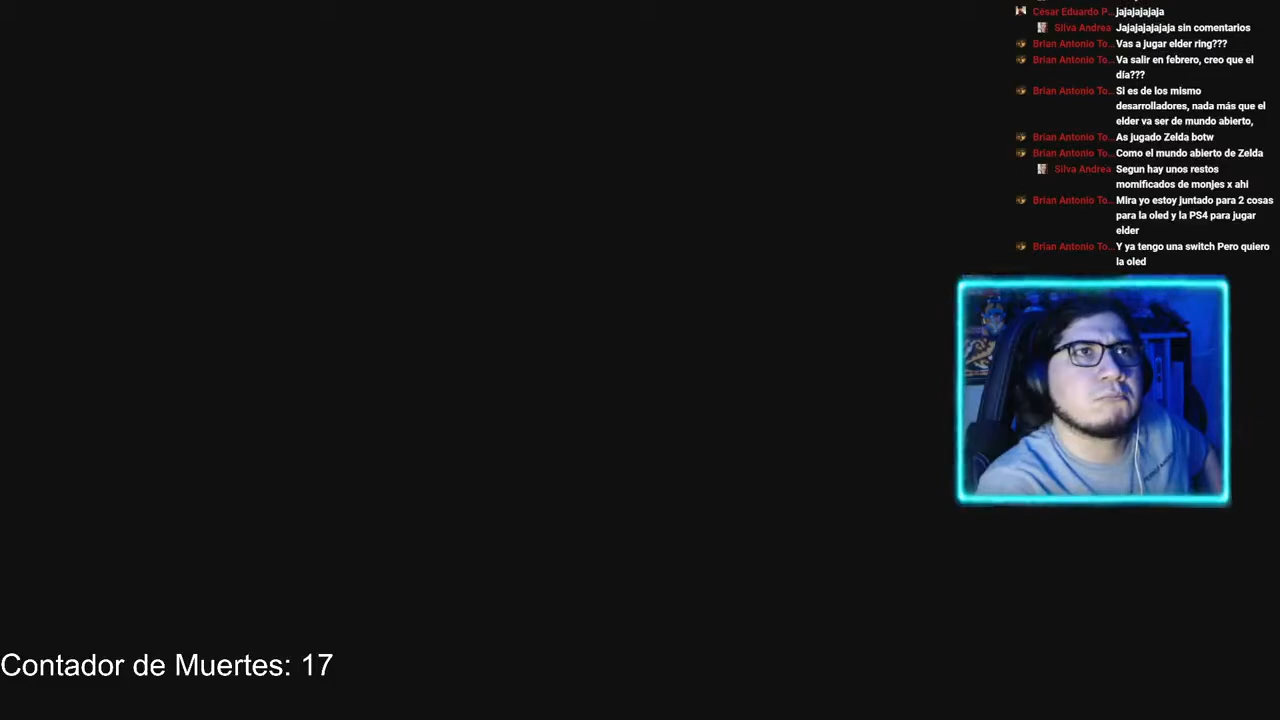 César Eduardo P... jajajajajaja
Silva Andrea Jajajajajajaja sin comentarios
Brian Antonio To... Vas a jugar elder ring???
Brian Antonio To... Va salir en febrero, creo que el
día???
Brian Antonio To... Si es de los mismo
desarrolladores, nada más que el
elder va ser de mundo abierto,
Brian Antonio To... As jugado Zelda botw
Brian Antonio To... Como el mundo abierto de Zelda
Silva Andrea Segun hay unos restos
momificados de monjes x ahi
Brian Antonio To... Mira yo estoy juntado para 2 cosas
para la oled y la PS4 para jugar
elder
Brian Antonio To... Y ya tengo una switch Pero quiero
la oled
Contador de Muertes: 17